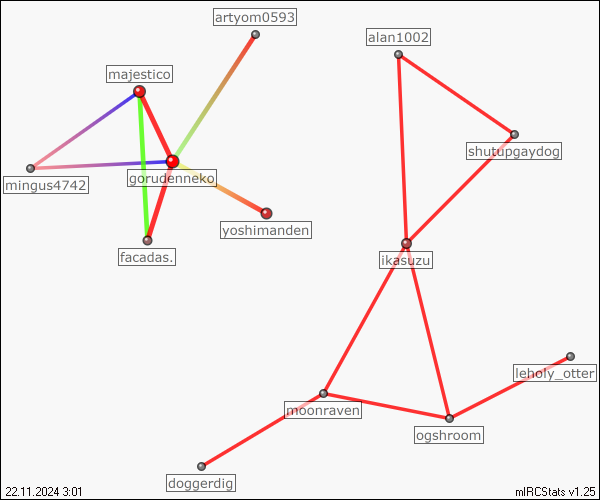 artyom0593
alan1002
majestico
shutupgaydog
mingus4742
gorudenneko
yoshimanden
facadas.
ikasuzu
leholy_otter
moonraven
ogshroom
doggerdig
22.11.2024 3:01
mIRCStats v1.25